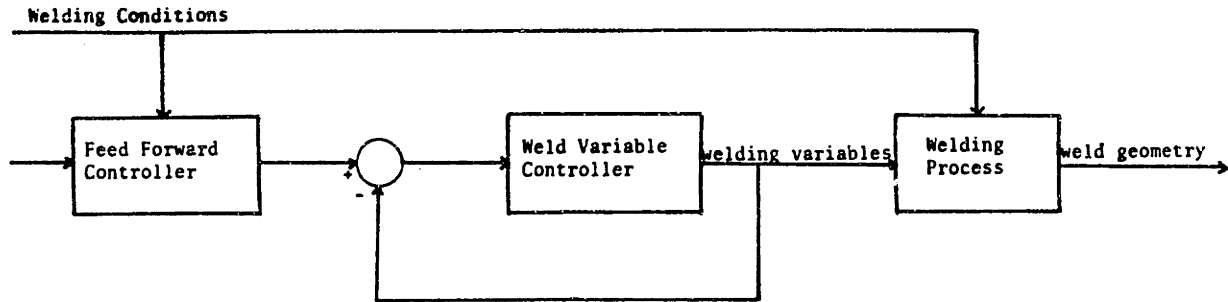 Welding Conditions
Feed Forward
Controller
+
-
Weld Variable
Controller
welding variables
Welding
Process
weld geometry